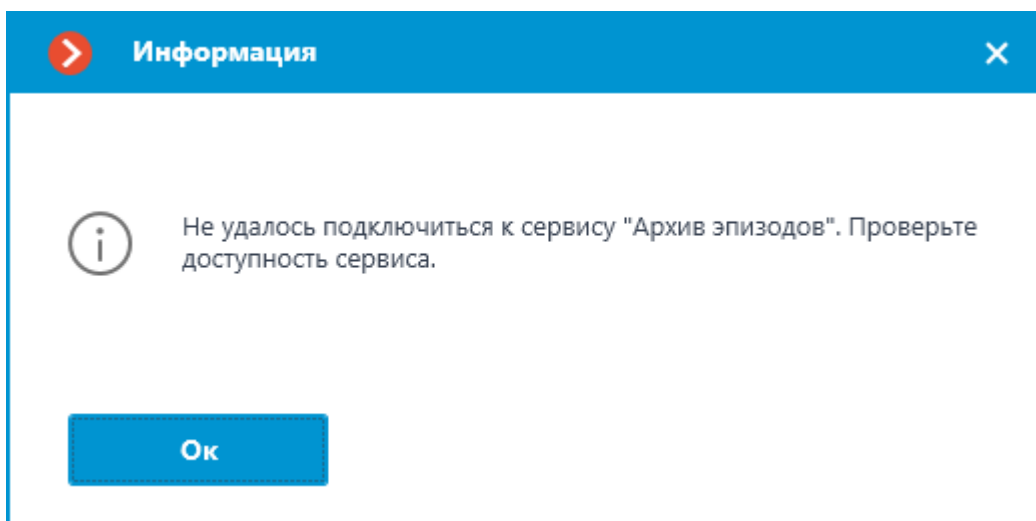 Информация
Не удалось подключиться к сервису "Архив эпизодов". Проверьте
доступность сервиса.
Ок